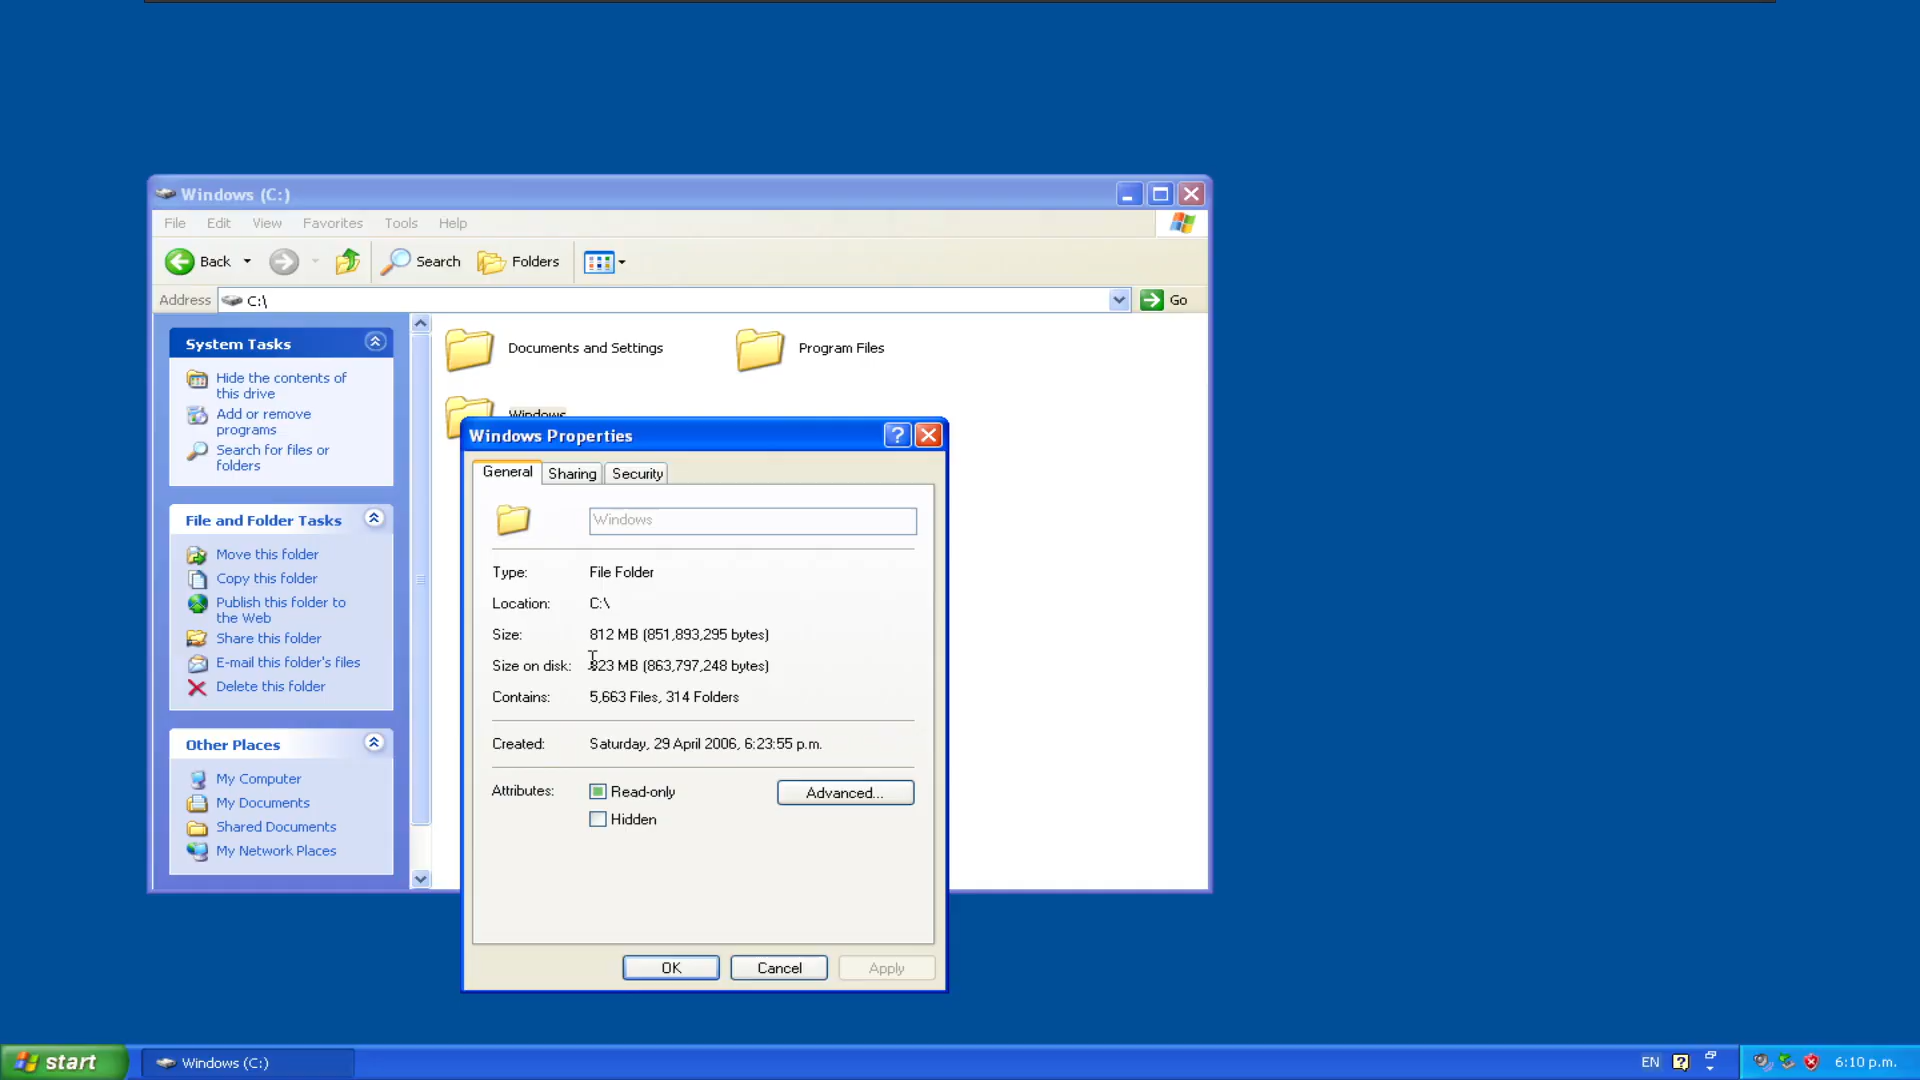 Windows (C:)
File Edit View Favorites Tools Help
Back Search Folders
Address C:\ Go
System Tasks
Hide the contents of
this drive
Add or remove
programs
Search for files or
folders
File and Folder Tasks
Move this folder
Copy this folder
Publish this folder to
the Web
Share this folder
E-mail this folder's files
Delete this folder
Other Places
My Computer
My Documents
Shared Documents
My Network Places
Documents and Settings
Program Files
Windows
Windows Properties
General Sharing Security
Windows
Type: File Folder
Location: C:\
Size: 812 MB (851,893,295 bytes)
Size on disk: 823 MB (863,797,248 bytes)
Contains: 5,663 Files, 314 Folders
Created: Saturday, 29 April 2006, 6:23:55 p.m.
Attributes: Read-only Advanced...
Hidden
OK Cancel Apply
start Windows (C:) EN 6:10 p.m.